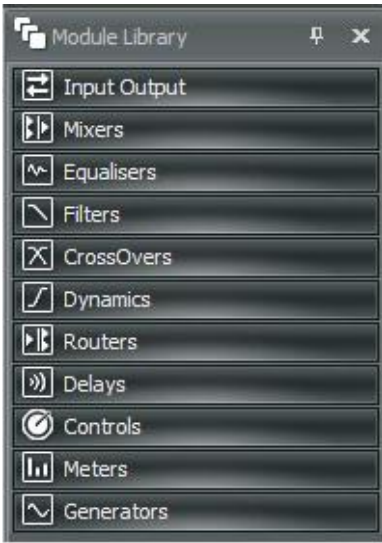 Module Library
Input Output
Mixers
Equalisers
Filters
CrossOvers
Dynamics
Routers
Delays
Controls
Meters
Generators